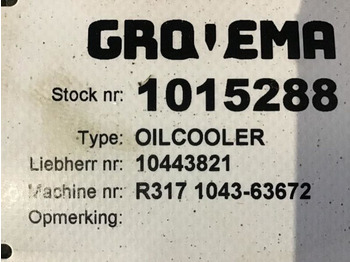 GRO'EMA
Stock nr: 1015288
Type: OILCOOLER
Liebherr nr: 10443821
Machine nr: R317 1043-63672
Opmerking: